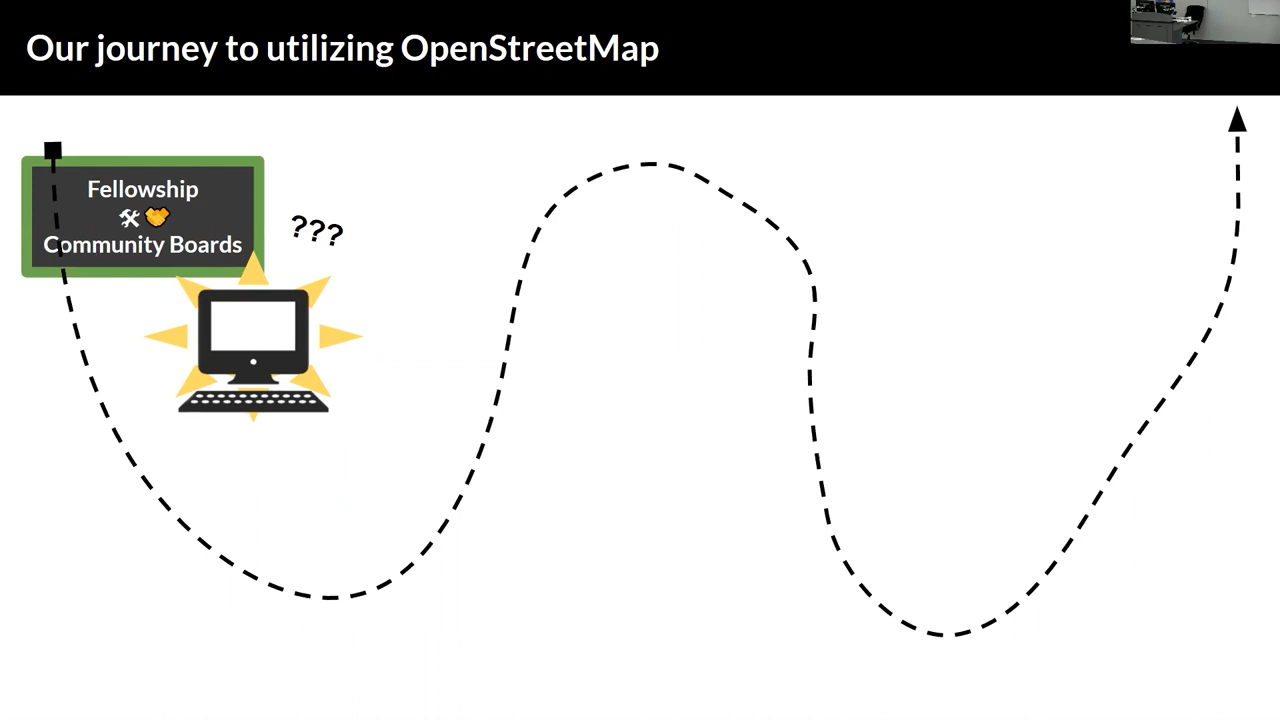 Our journey to utilizing OpenStreetMap
Fellowship
🛠🤝
Community Boards
???